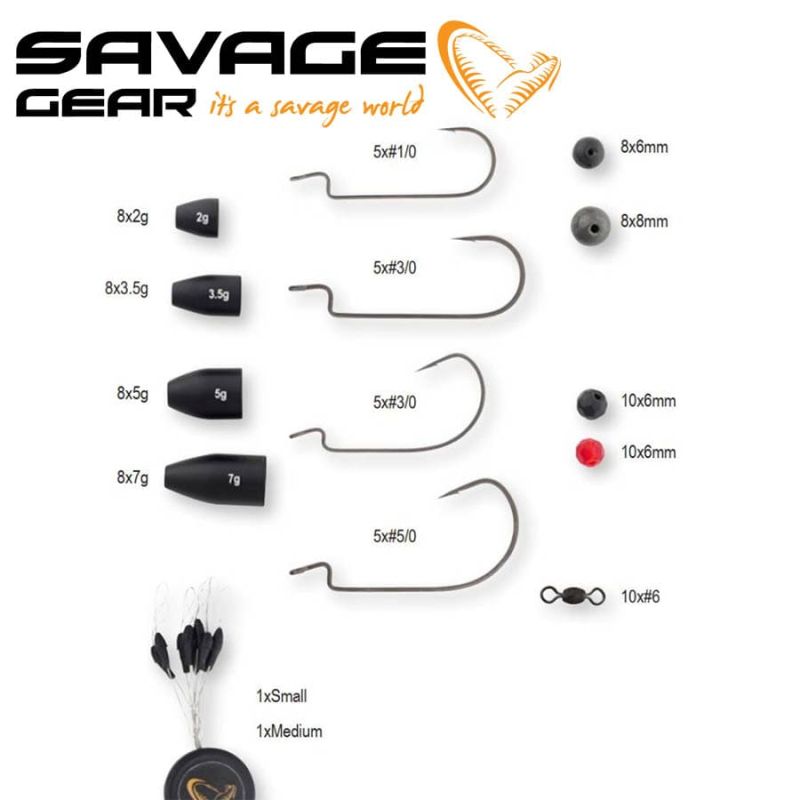 SAVAGE
GEAR it's a savage world
5x#1/0
8x6mm
8x2g
2g
8x8mm
5x#3/0
8x3.5g
3.5g
8x5g
5g
5x#3/0
10x6mm
10x6mm
8x7g
7g
5x#5/0
10x#6
1xSmall
1xMedium